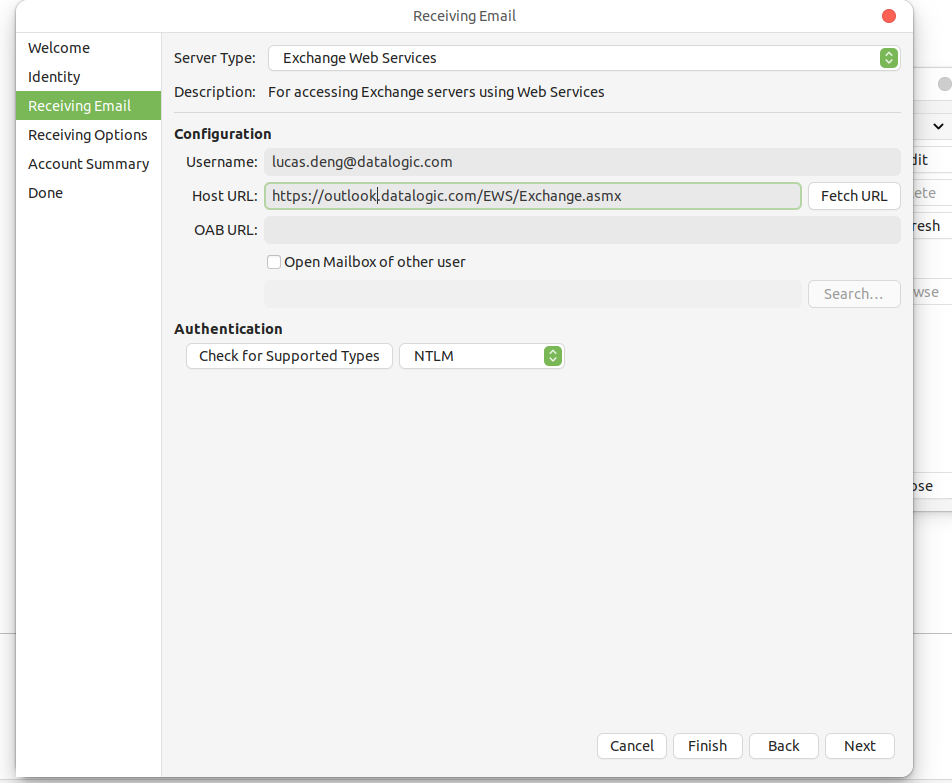 Receiving Email
Welcome
Identity
Receiving Email
Receiving Options
Account Summary
Done
Server Type: Exchange Web Services
Description: For accessing Exchange servers using Web Services
Configuration
Username: lucas.deng@datalogic.com
Host URL: https://outlook.datalogic.com/EWS/Exchange.asmx Fetch URL
OAB URL:
Open Mailbox of other user
Search...
Authentication
Check for Supported Types NTLM
Cancel Finish Back Next
dit
ete
resh
wse
ose